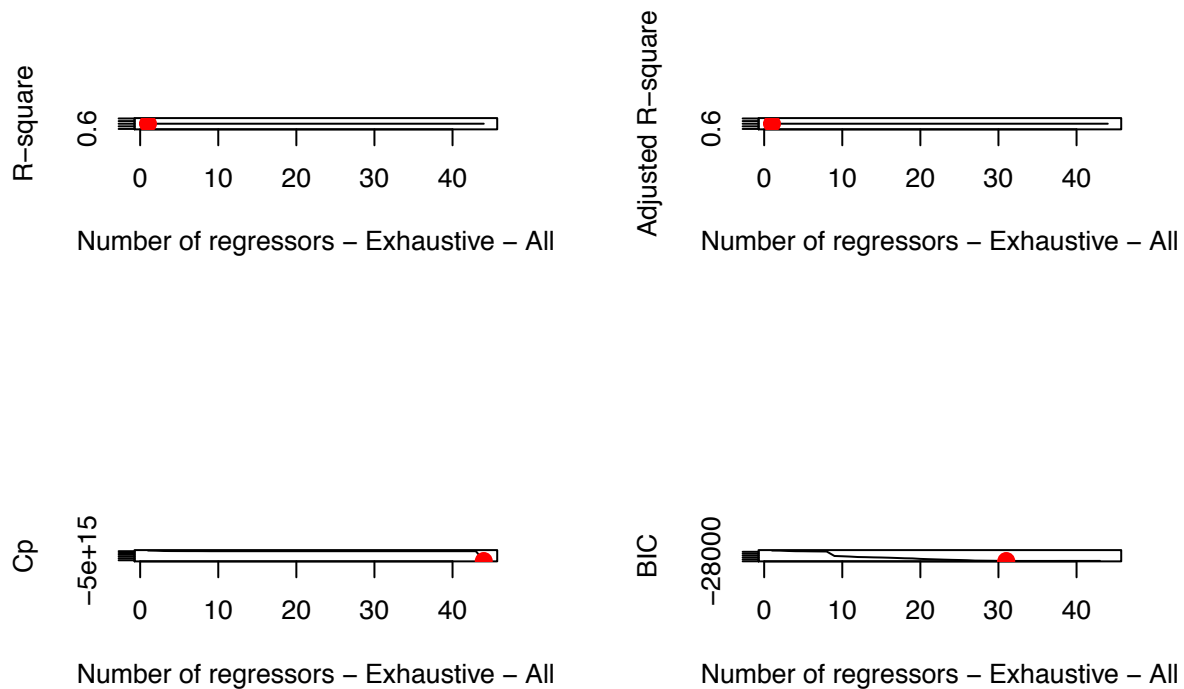 R−square
0.6
0 10 20 30 40
Number of regressors − Exhaustive − All
Adjusted R−square
0.6
0 10 20 30 40
Number of regressors − Exhaustive − All
Cp
−5e+15
0 10 20 30 40
Number of regressors − Exhaustive − All
BIC
−28000
0 10 20 30 40
Number of regressors − Exhaustive − All